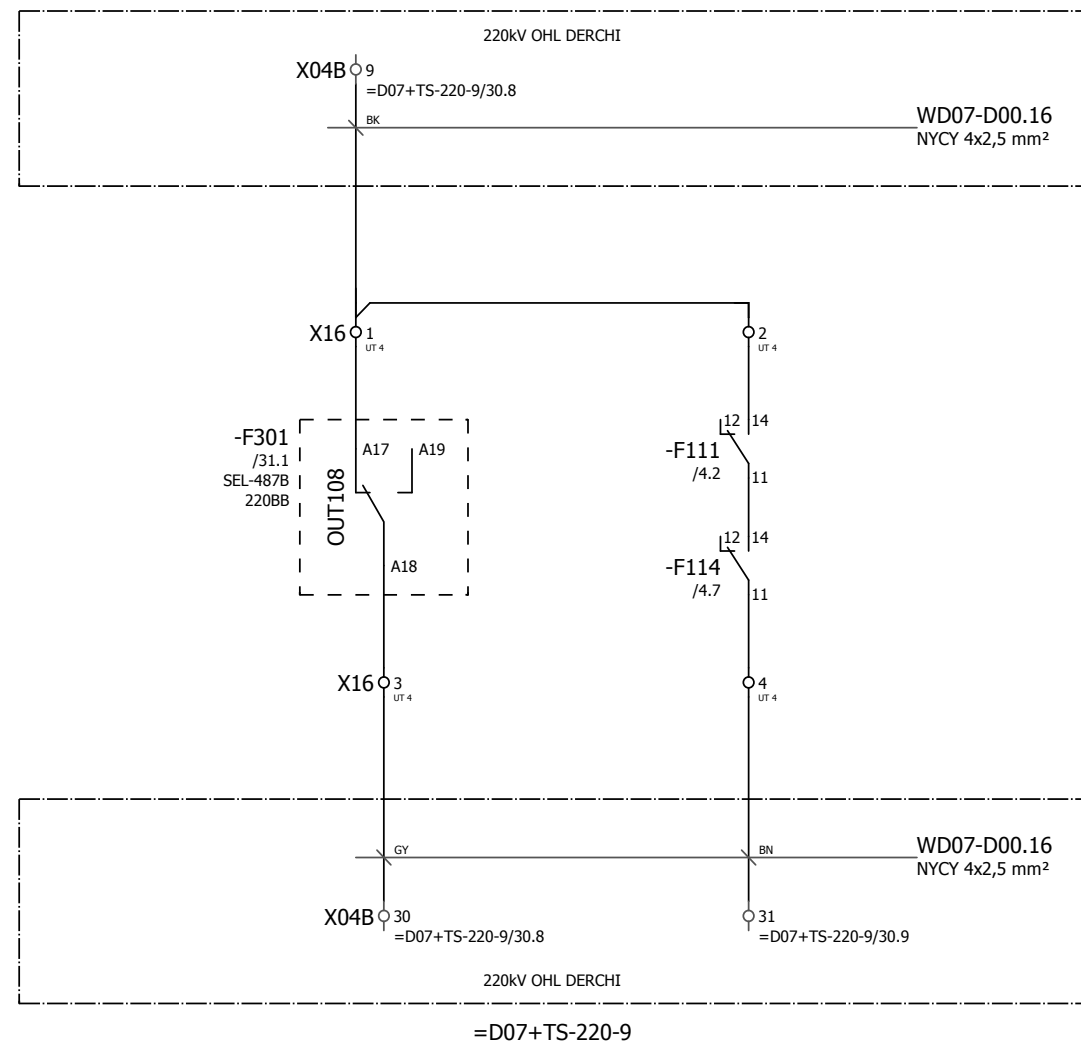 220kV OHL DERCHI
X04B 9
=D07+TS-220-9/30.8
BK
WD07-D00.16
NYCY 4x2,5 mm²
X16 1
UT 4
2
UT 4
-F301
/31.1
SEL-487B
220BB
OUT108
A17 A19
A18
12 14
-F111
/4.2
11
12 14
-F114
/4.7
11
X16 3
UT 4
4
UT 4
GY
BN
WD07-D00.16
NYCY 4x2,5 mm²
X04B 30
=D07+TS-220-9/30.8
31
=D07+TS-220-9/30.9
220kV OHL DERCHI
=D07+TS-220-9